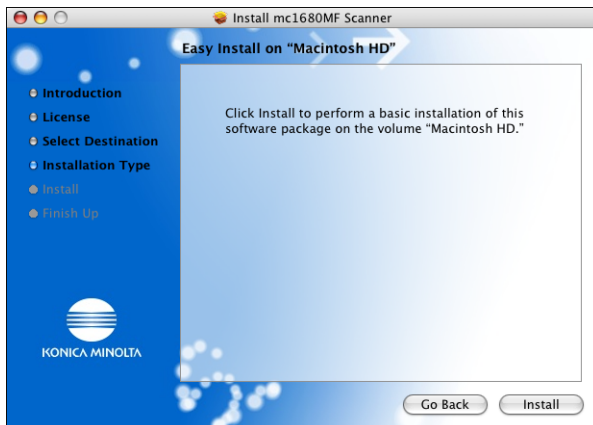 Install mc1680MF Scanner
Easy Install on “Macintosh HD”
Introduction
License
Select Destination
Installation Type
Install
Finish Up
Click Install to perform a basic installation of this
software package on the volume “Macintosh HD.”
KONICA MINOLTA
Go Back
Install